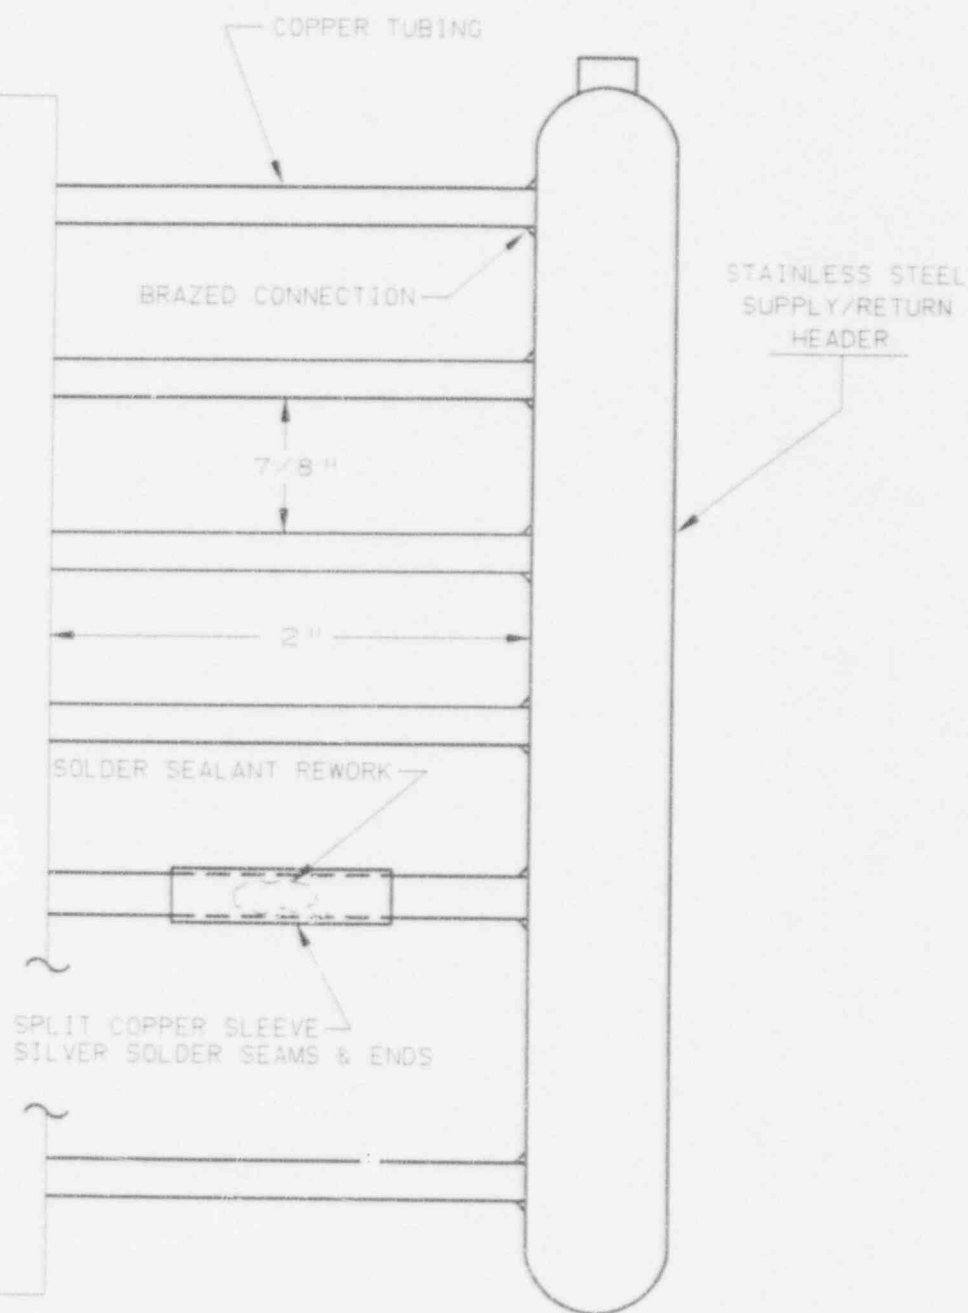 COPPER TUBING
BRAZED CONNECTION
STAINLESS STEEL
SUPPLY/RETURN
HEADER
7/8"
2"
SOLDER SEALANT REWORK
SPLIT COPPER SLEEVE
SILVER SOLDER SEAMS & ENDS